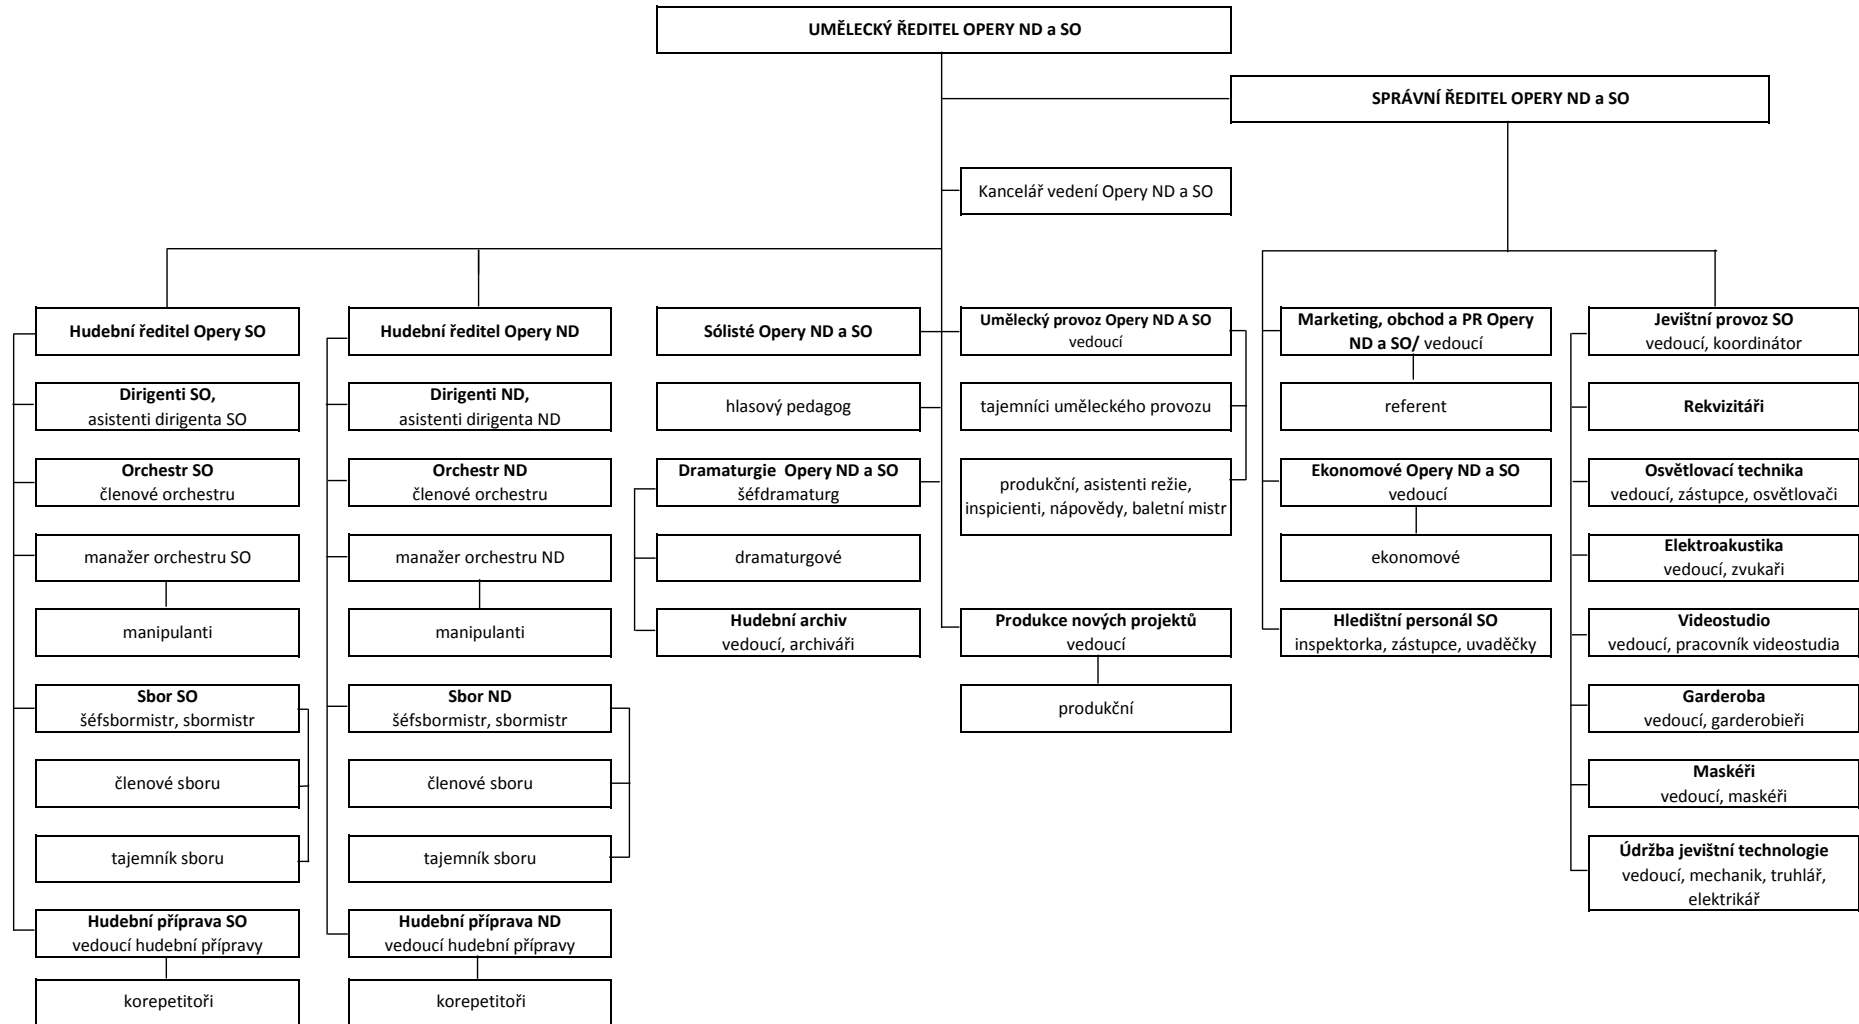 UMĚLECKÝ ŘEDITEL OPERY ND a SO
SPRÁVNÍ ŘEDITEL OPERY ND a SO
Kancelář vedení Opery ND a SO
Hudební ředitel Opery SO
Dirigenti SO,
asistenti dirigenta SO
Orchestr SO
členové orchestru
manažer orchestru SO
manipulanti
Sbor SO
šéfsbormistr, sbormistr
členové sboru
tajemník sboru
Hudební příprava SO
vedoucí hudební přípravy
korepetitoři
Hudební ředitel Opery ND
Dirigenti ND,
asistenti dirigenta ND
Orchestr ND
členové orchestru
manažer orchestru ND
manipulanti
Sbor ND
šéfsbormistr, sbormistr
členové sboru
tajemník sboru
Hudební příprava ND
vedoucí hudební přípravy
korepetitoři
Sólisté Opery ND a SO
hlasový pedagog
Dramaturgie Opery ND a SO
šéfdramaturg
dramaturgové
Hudební archiv
vedoucí, archiváři
Umělecký provoz Opery ND A SO
vedoucí
tajemníci uměleckého provozu
produkční, asistenti režie,
inspicienti, nápovědy, baletní mistr
Produkce nových projektů
vedoucí
produkční
Marketing, obchod a PR Opery
ND a SO/ vedoucí
referent
Ekonomové Opery ND a SO
vedoucí
ekonomové
Hledištní personál SO
inspektorka, zástupce, uvaděčky
Jevištní provoz SO
vedoucí, koordinátor
Rekvizitáři
Osvětlovací technika
vedoucí, zástupce, osvětlovači
Elektroakustika
vedoucí, zvukaři
Videostudio
vedoucí, pracovník videostudia
Garderoba
vedoucí, garderobieři
Maskéři
vedoucí, maskéři
Údržba jevištní technologie
vedoucí, mechanik, truhlář,
elektrikář